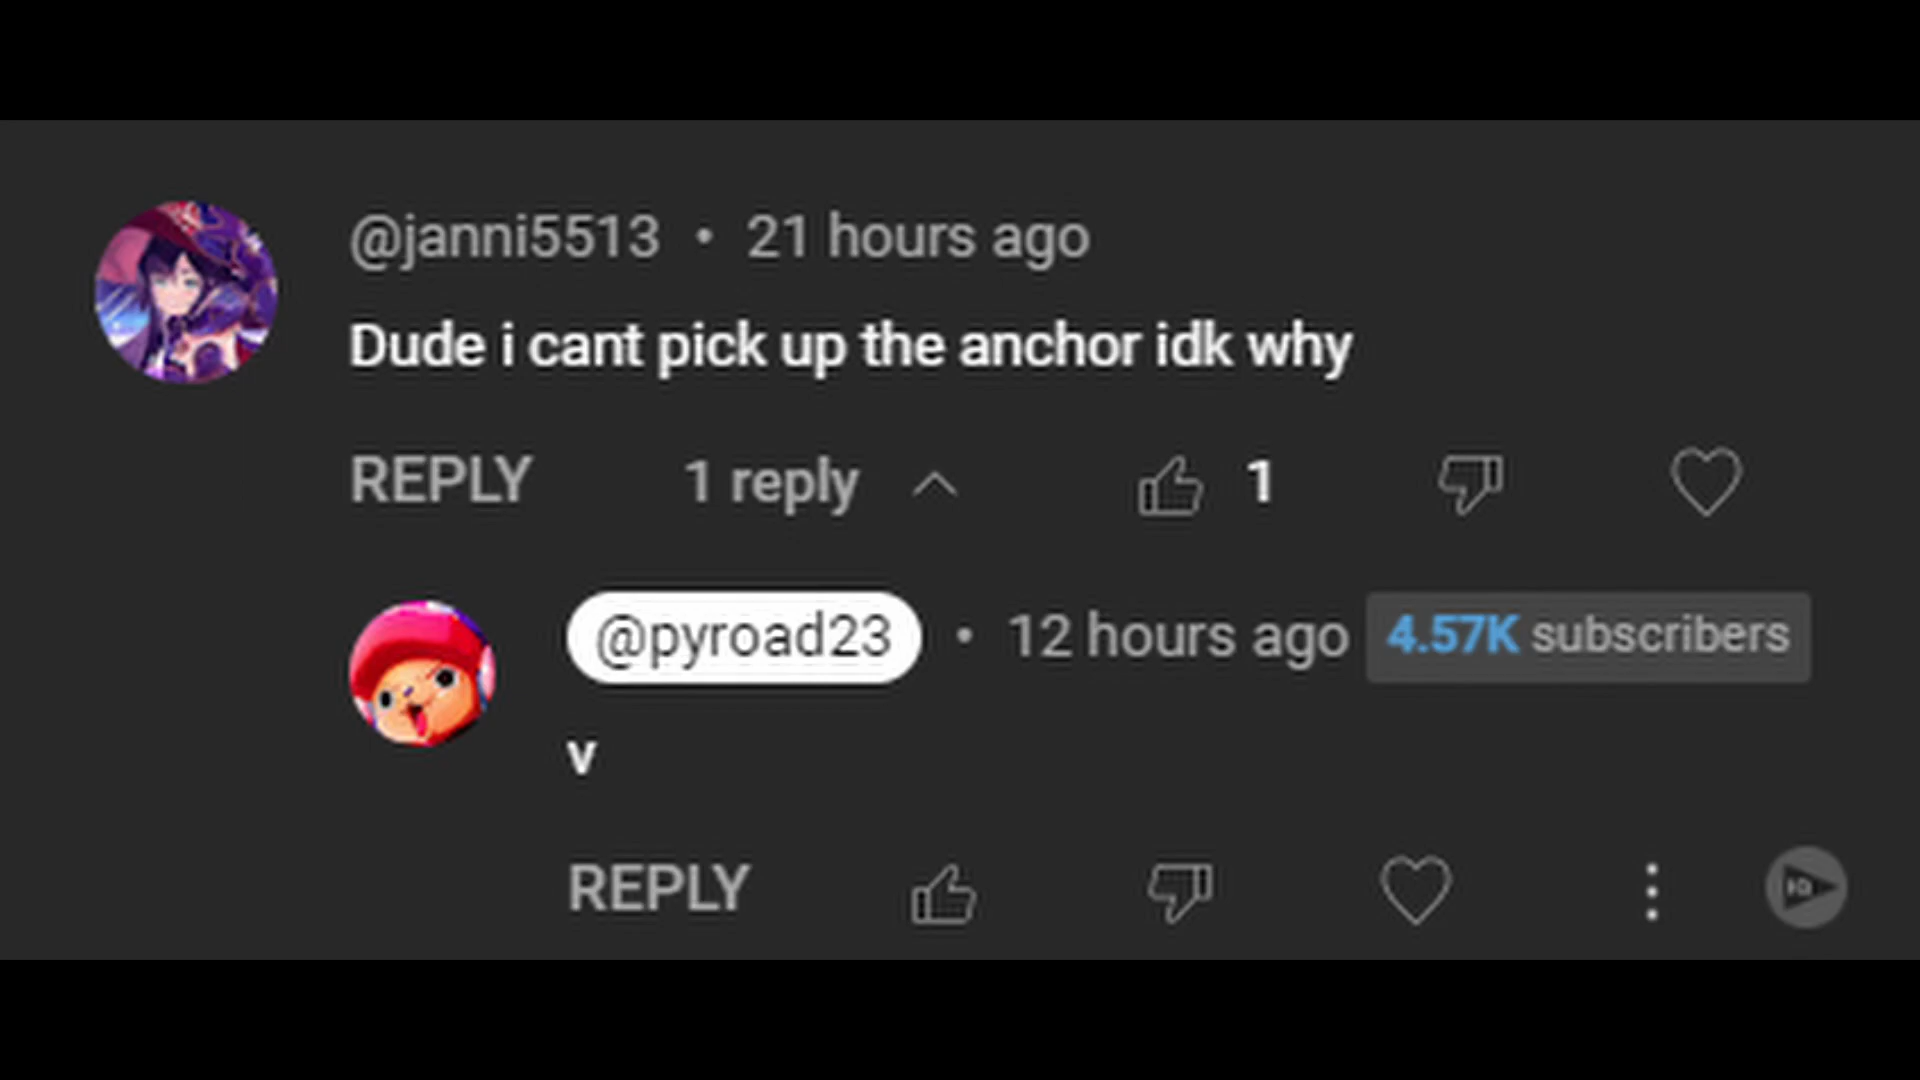 @janni5513 • 21 hours ago
Dude i cant pick up the anchor idk why
REPLY 1 reply 1
@pyroad23 • 12 hours ago 4.57K subscribers
v
REPLY